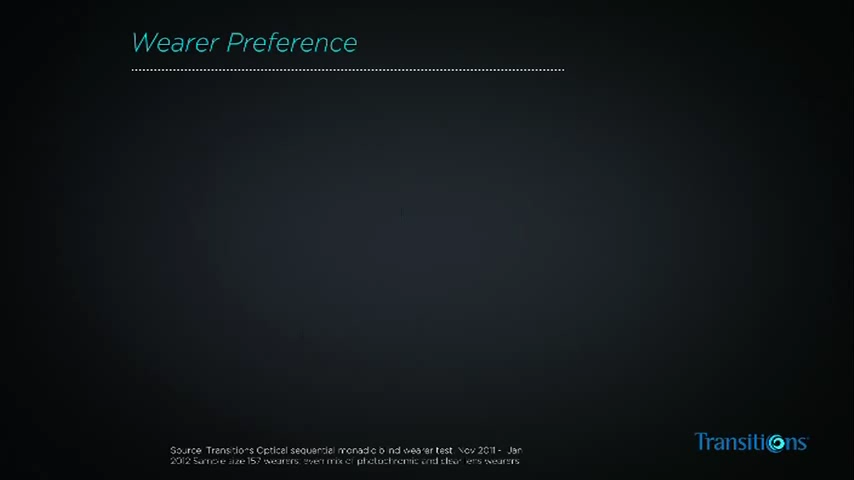 Wearer Preference
Source: Transitions Optical sequential monadic blind wearer test, Nov 2011 - Jan
2012 Sample size 157 wearers: even mix of photochromic and clear lens wearers
Transitions